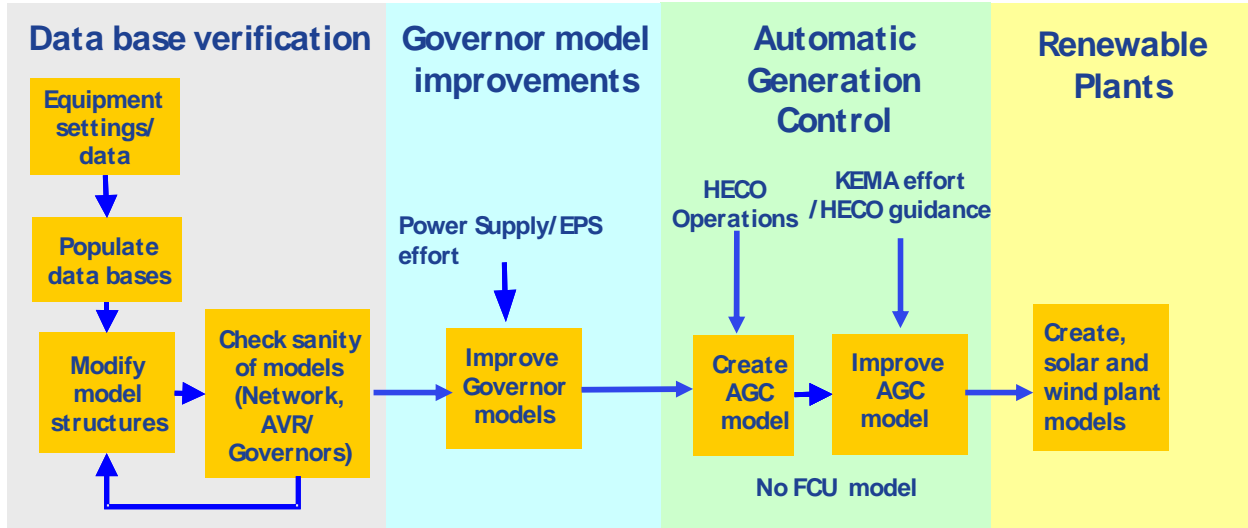 Data base verification
Equipment
settings/
data
Populate
data bases
Modify
model
structures
Check sanity
of models
(Network,
AVR/
Governors)
Governor model
improvements
Power Supply/ EPS
effort
Improve
Governor
models
Automatic
Generation
Control
HECO
Operations
KEMA effort
/ HECO guidance
Create
AGC
model
Improve
AGC
model
No FCU model
Renewable
Plants
Create,
solar and
wind plant
models